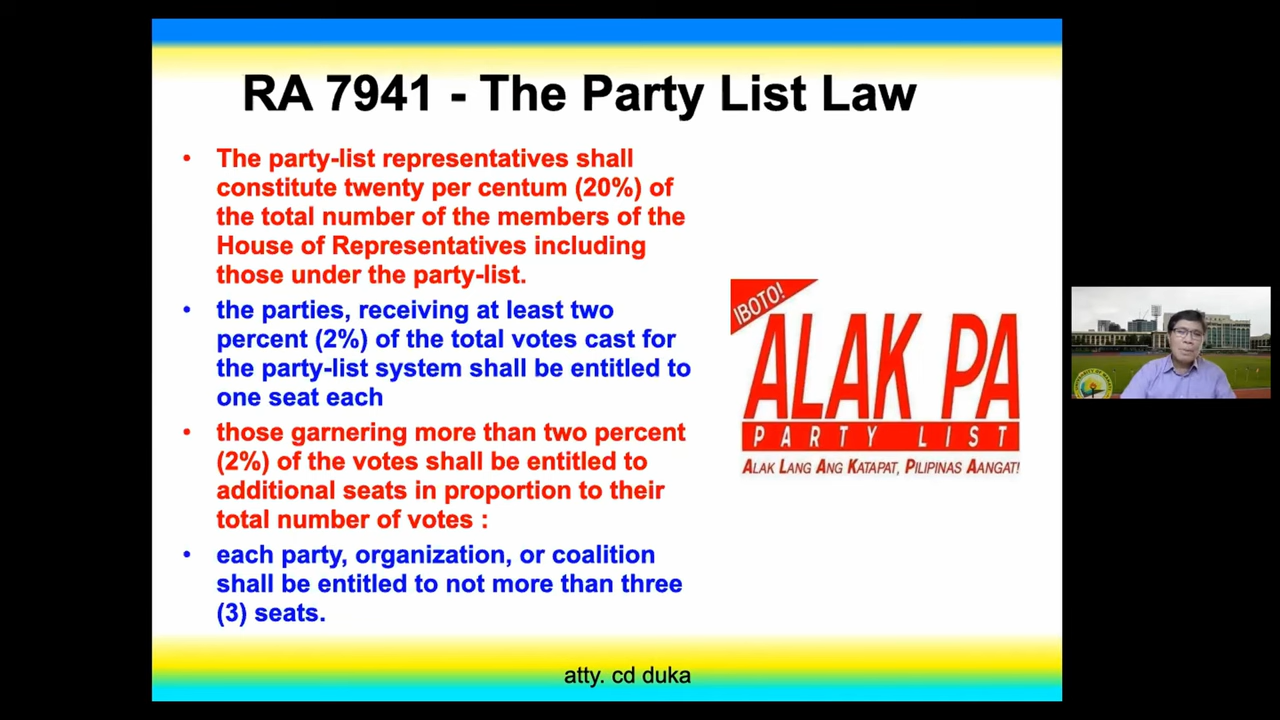 RA 7941 - The Party List Law
• The party-list representatives shall
constitute twenty per centum (20%) of
the total number of the members of the
House of Representatives including
those under the party-list.
• the parties, receiving at least two
percent (2%) of the total votes cast for
the party-list system shall be entitled to
one seat each
• those garnering more than two percent
(2%) of the votes shall be entitled to
additional seats in proportion to their
total number of votes :
• each party, organization, or coalition
shall be entitled to not more than three
(3) seats.
IBOTO!
ALAK PA
PARTY LIST
ALAK LANG ANG KATAPAT, PILIPINAS AANGAT!
atty. cd duka